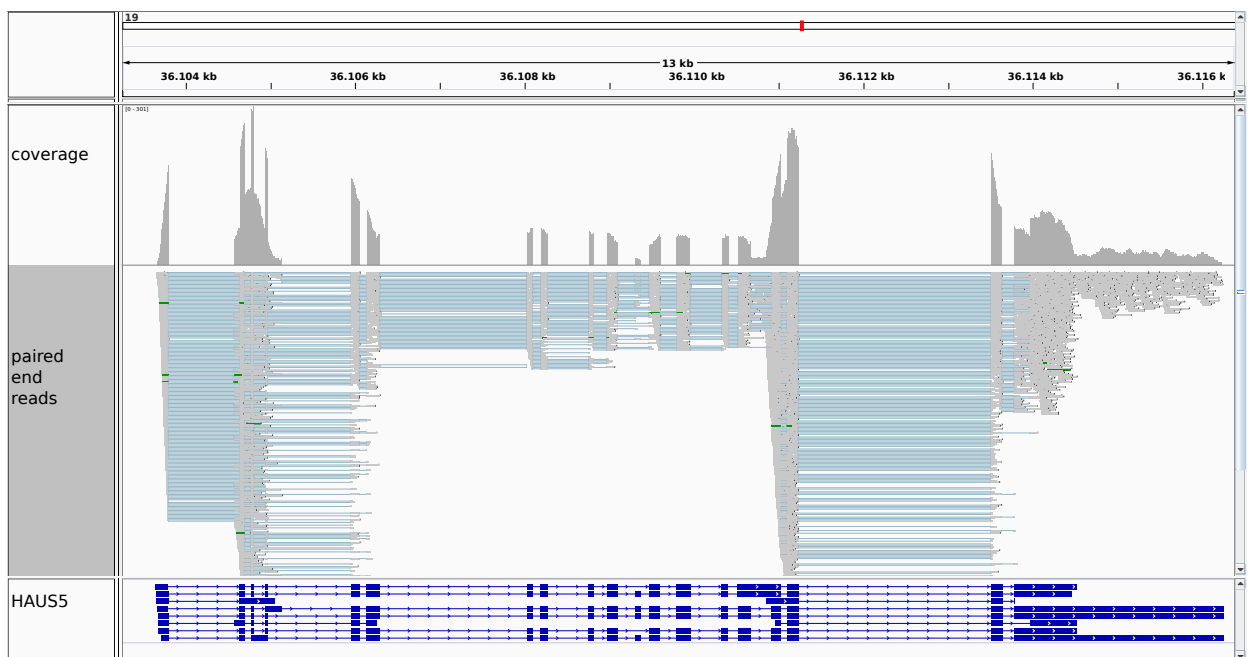 19
13 kb
36.104 kb 36.106 kb 36.108 kb 36.110 kb 36.112 kb 36.114 kb 36.116 k
[0 - 301]
coverage
paired
end
reads
HAUS5